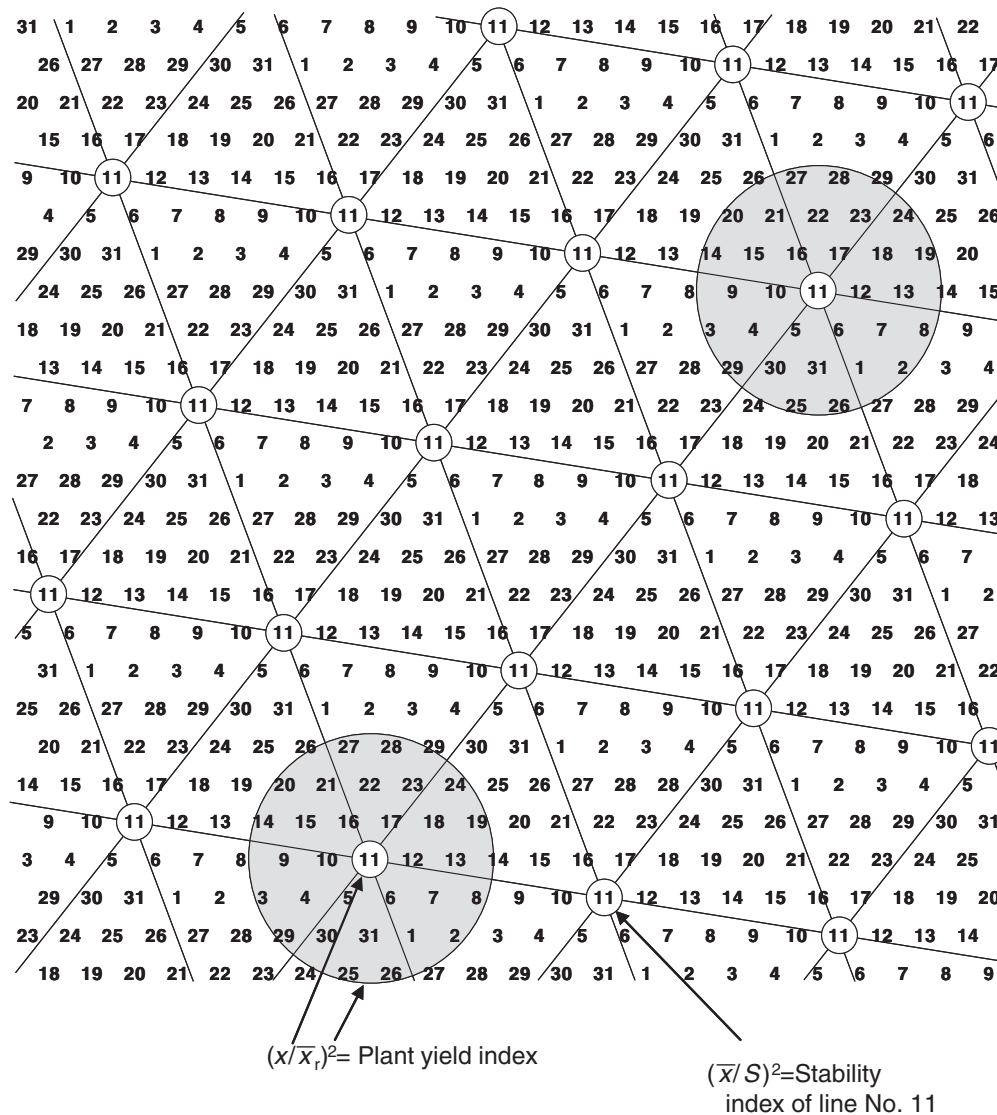 31 1 2 3 4 5 6 7 8 9 10 11 12 13 14 15 16 17 18 19 20 21 22
26 27 28 29 30 31 1 2 3 4 5 6 7 8 9 10 11 12 13 14 15 16 17
20 21 22 23 24 25 26 27 28 29 30 31 1 2 3 4 5 6 7 8 9 10 11
15 16 17 18 19 20 21 22 23 24 25 26 27 28 29 30 31 1 2 3 4 5 6
9 10 11 12 13 14 15 16 17 18 19 20 21 22 23 24 25 26 27 28 29 30 31
4 5 6 7 8 9 10 11 12 13 14 15 16 17 18 19 20 21 22 23 24 25 26
29 30 31 1 2 3 4 5 6 7 8 9 10 11 12 13 14 15 16 17 18 19 20
24 25 26 27 28 29 30 31 1 2 3 4 5 6 7 8 9 10 11 12 13 14 15
18 19 20 21 22 23 24 25 26 27 28 29 30 31 1 2 3 4 5 6 7 8 9
13 14 15 16 17 18 19 20 21 22 23 24 25 26 27 28 29 30 31 1 2 3 4
7 8 9 10 11 12 13 14 15 16 17 18 19 20 21 22 23 24 25 26 27 28 29
2 3 4 5 6 7 8 9 10 11 12 13 14 15 16 17 18 19 20 21 22 23 24
27 28 29 30 31 1 2 3 4 5 6 7 8 9 10 11 12 13 14 15 16 17 18
22 23 24 25 26 27 28 29 30 31 1 2 3 4 5 6 7 8 9 10 11 12 13
16 17 18 19 20 21 22 23 24 25 26 27 28 29 30 31 1 2 3 4 5 6 7
11 12 13 14 15 16 17 18 19 20 21 22 23 24 25 26 27 28 29 30 31 1 2
5 6 7 8 9 10 11 12 13 14 15 16 17 18 19 20 21 22 23 24 25 26 27
31 1 2 3 4 5 6 7 8 9 10 11 12 13 14 15 16 17 18 19 20 21 22
25 26 27 28 29 30 31 1 2 3 4 5 6 7 8 9 10 11 12 13 14 15 16
20 21 22 23 24 25 26 27 28 29 30 31 1 2 3 4 5 6 7 8 9 10 11
14 15 16 17 18 19 20 21 22 23 24 25 26 27 28 28 30 31 1 2 3 4 5
9 10 11 12 13 14 15 16 17 18 19 20 21 22 23 24 25 26 27 28 29 30 31
3 4 5 6 7 8 9 10 11 12 13 14 15 16 17 18 19 20 21 22 23 24 25
29 30 31 1 2 3 4 5 6 7 8 9 10 11 12 13 14 15 16 17 18 19 20
23 24 25 26 27 28 29 30 31 1 2 3 4 5 6 7 8 9 10 11 12 13 14
18 19 20 21 22 23 24 25 26 27 28 29 30 31 1 2 3 4 5 6 7 8 9
(x/x̅ᵣ)²= Plant yield index
(x̅/S)²=Stability
index of line No. 11